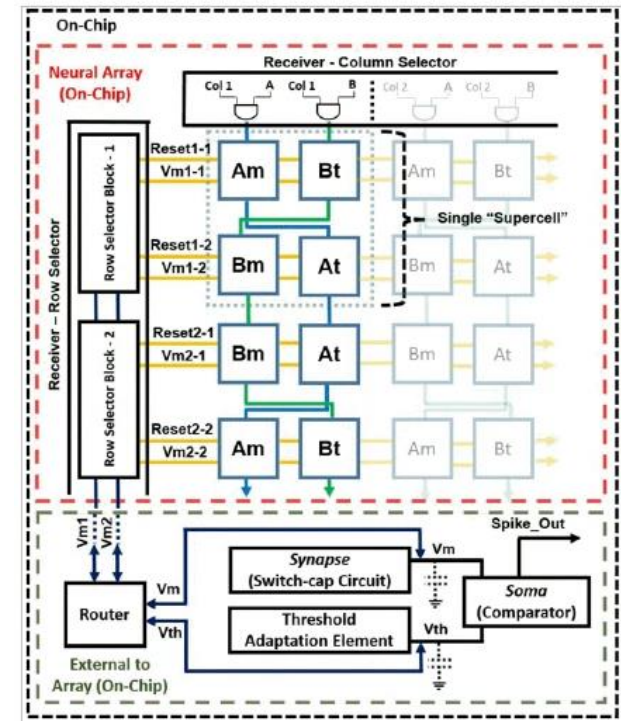 On-Chip
Neural Array
(On-Chip)
Receiver - Column Selector
Col 1 A Col 1 B Col 2 A Col 2 B
Receiver – Row Selector
Row Selector Block - 1
Reset1-1
Vm1-1
Am Bt Am Bt
Single “Supercell”
Reset1-2
Vm1-2
Bm At Bm At
Row Selector Block - 2
Reset2-1
Vm2-1
Bm At Bm At
Reset2-2
Vm2-2
Am Bt Am Bt
Vm1
Vm2
Spike_Out
Router
Vm
Vth
Synapse
(Switch-cap Circuit)
Vm
Threshold
Adaptation Element
Vth
Soma
(Comparator)
External to
Array (On-Chip)